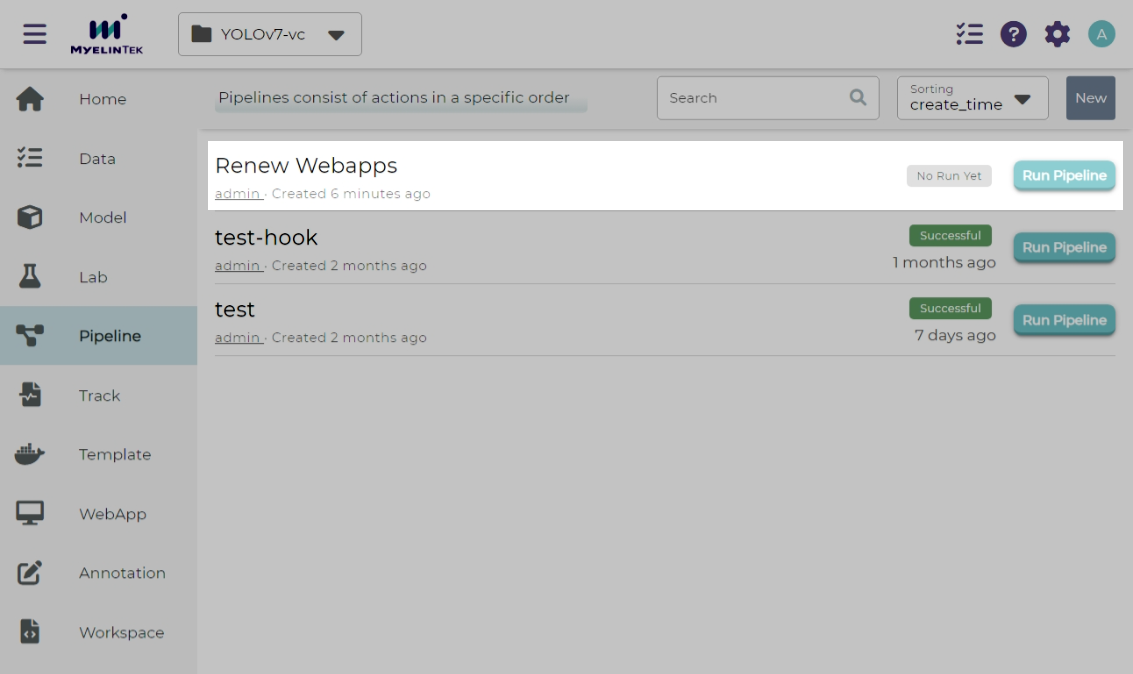 MYELINTEK
YOLOv7-vc
?
A
Home
Data
Model
Lab
Pipeline
Track
Template
WebApp
Annotation
Workspace
Pipelines consist of actions in a specific order
Search
Sorting
create_time
New
Renew Webapps
admin · Created 6 minutes ago
No Run Yet
Run Pipeline
test-hook
admin · Created 2 months ago
Successful
1 months ago
Run Pipeline
test
admin · Created 2 months ago
Successful
7 days ago
Run Pipeline